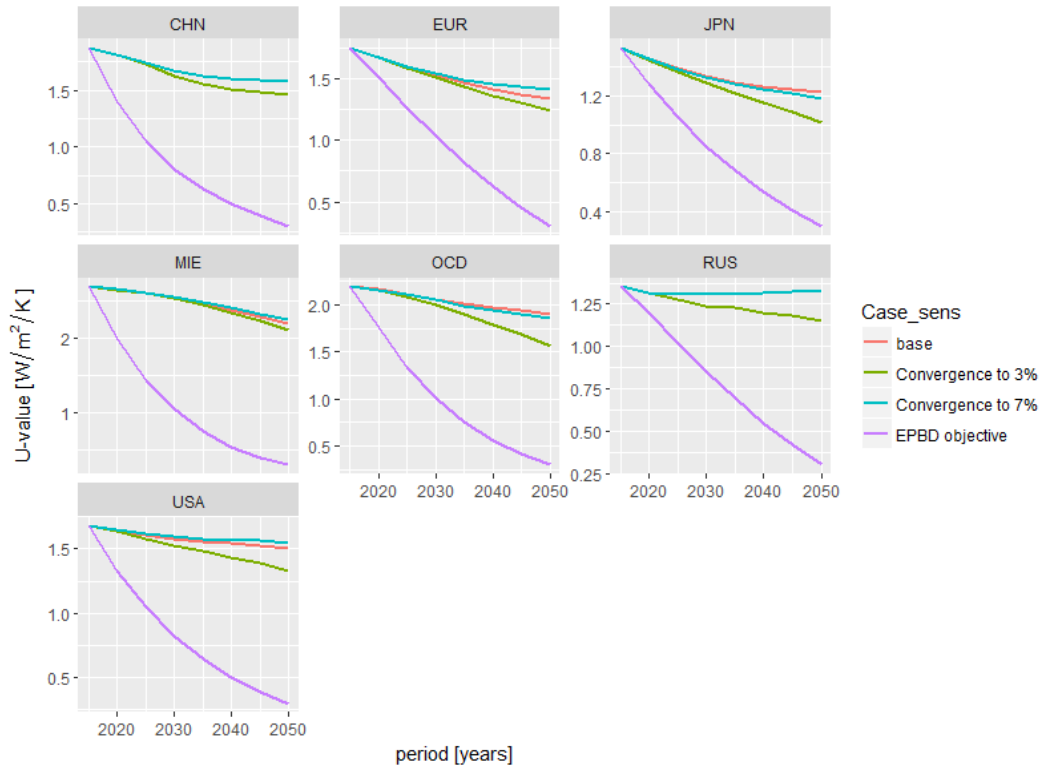 CHN
EUR
JPN
1.5
1.0
0.5
1.5
1.0
0.5
1.2
0.8
0.4
MIE
OCD
RUS
2
1
2.0
1.5
1.0
0.5
1.25
1.00
0.75
0.50
0.25
2020 2030 2040 2050
2020 2030 2040 2050
USA
1.5
1.0
0.5
2020 2030 2040 2050
U-value [W/m²/K]
period [years]
Case_sens
base
Convergence to 3%
Convergence to 7%
EPBD objective